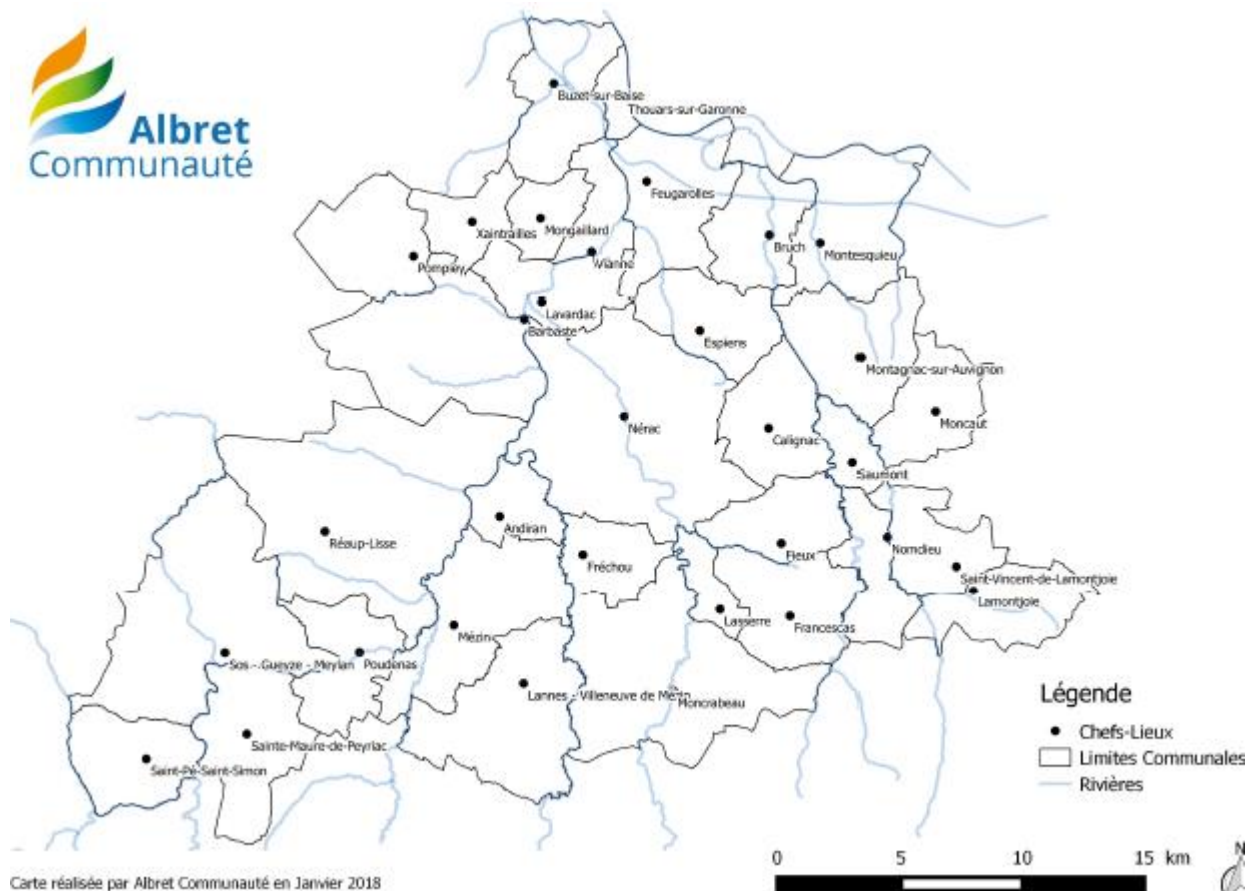 Albret
Communauté
Buzet-sur-Baise
Thouars-sur-Garonne
Feugarolles
Xaintrailles
Mongaillard
Bruch
Montesquieu
Vianne
Pompiey
Lavardac
Barbaste
Espiens
Montagnac-sur-Auvignon
Moncaut
Nérac
Calignac
Saumont
Andiran
Réaup-Lisse
Fréchou
Fieux
Nomdieu
Saint-Vincent-de-Lamontjoie
Lamontjoie
Lasserre
Francescas
Mézin
Sos - Gueyze - Meylan
Poudenas
Lannes - Villeneuve de Mézin
Moncrabeau
Sainte-Maure-de-Peyriac
Saint-Pé-Saint-Simon
Légende
Chefs-Lieux
Limites Communales
Rivières
0 5 10 15 km
N
Carte réalisée par Albret Communauté en Janvier 2018